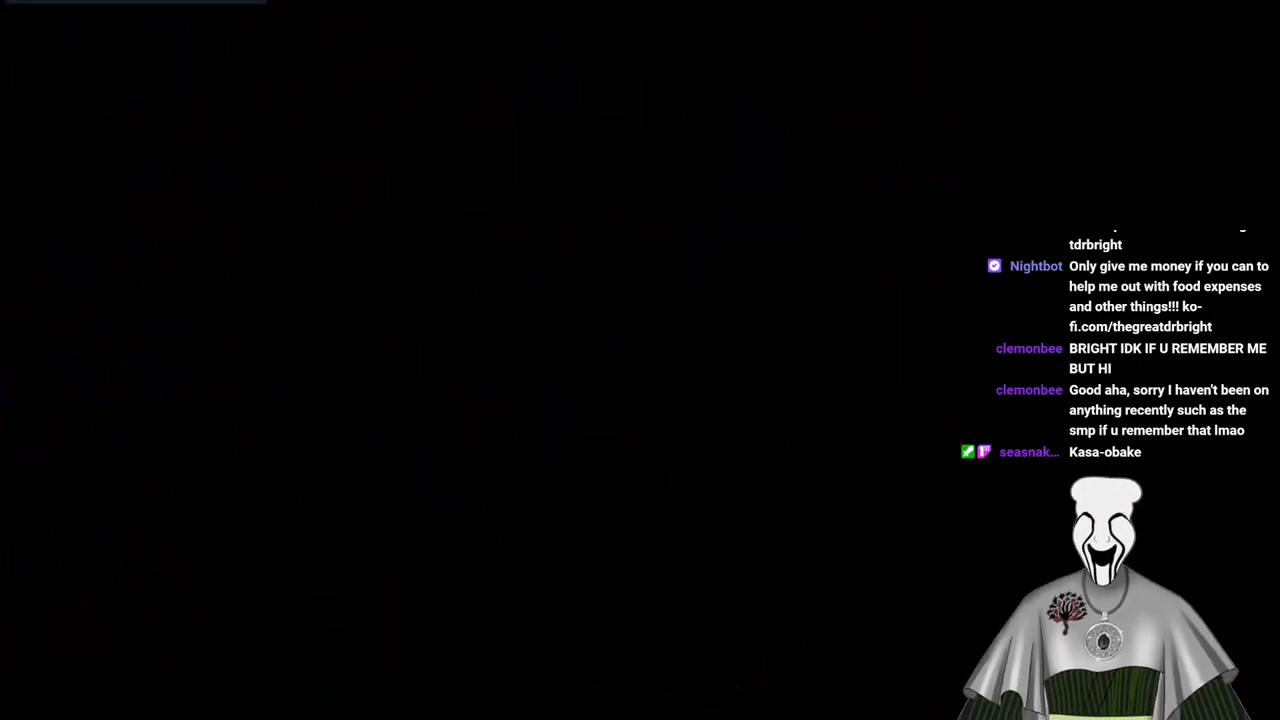 tdrbright
Nightbot Only give me money if you can to
help me out with food expenses
and other things!!! ko-
fi.com/thegreatdrbright
clemonbee BRIGHT IDK IF U REMEMBER ME
BUT HI
clemonbee Good aha, sorry I haven't been on
anything recently such as the
smp if u remember that lmao
seasnak... Kasa-obake